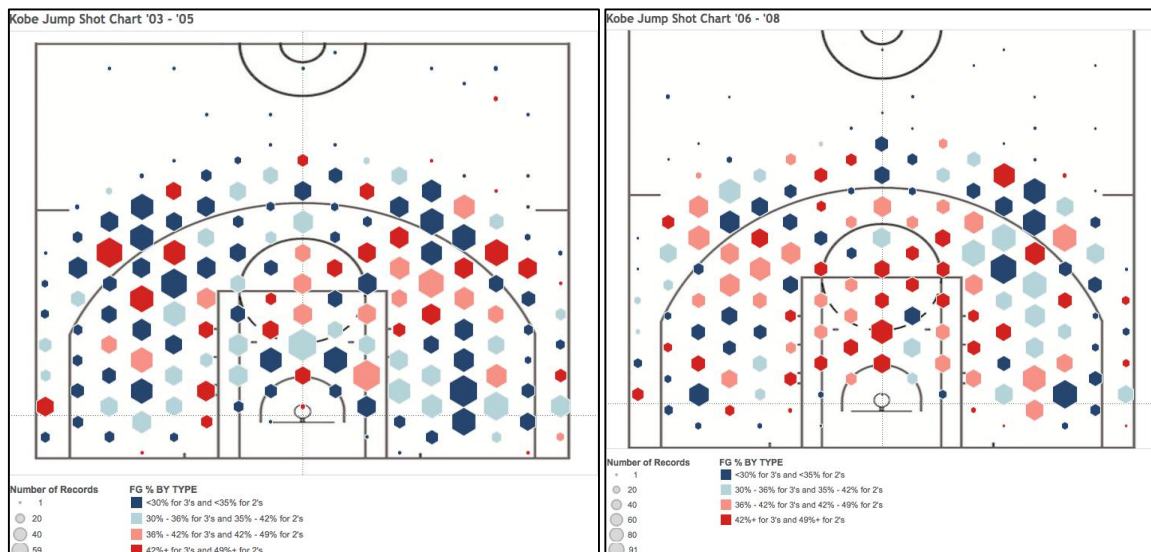 Kobe Jump Shot Chart '03 - '05
Number of Records
1
20
40
59
FG % BY TYPE
<30% for 3's and <35% for 2's
30% - 36% for 3's and 35% - 42% for 2's
36% - 42% for 3's and 42% - 49% for 2's
42%+ for 3's and 49%+ for 2's
Kobe Jump Shot Chart '06 - '08
Number of Records
1
20
40
60
80
91
FG % BY TYPE
<30% for 3's and <35% for 2's
30% - 36% for 3's and 35% - 42% for 2's
36% - 42% for 3's and 42% - 49% for 2's
42%+ for 3's and 49%+ for 2's